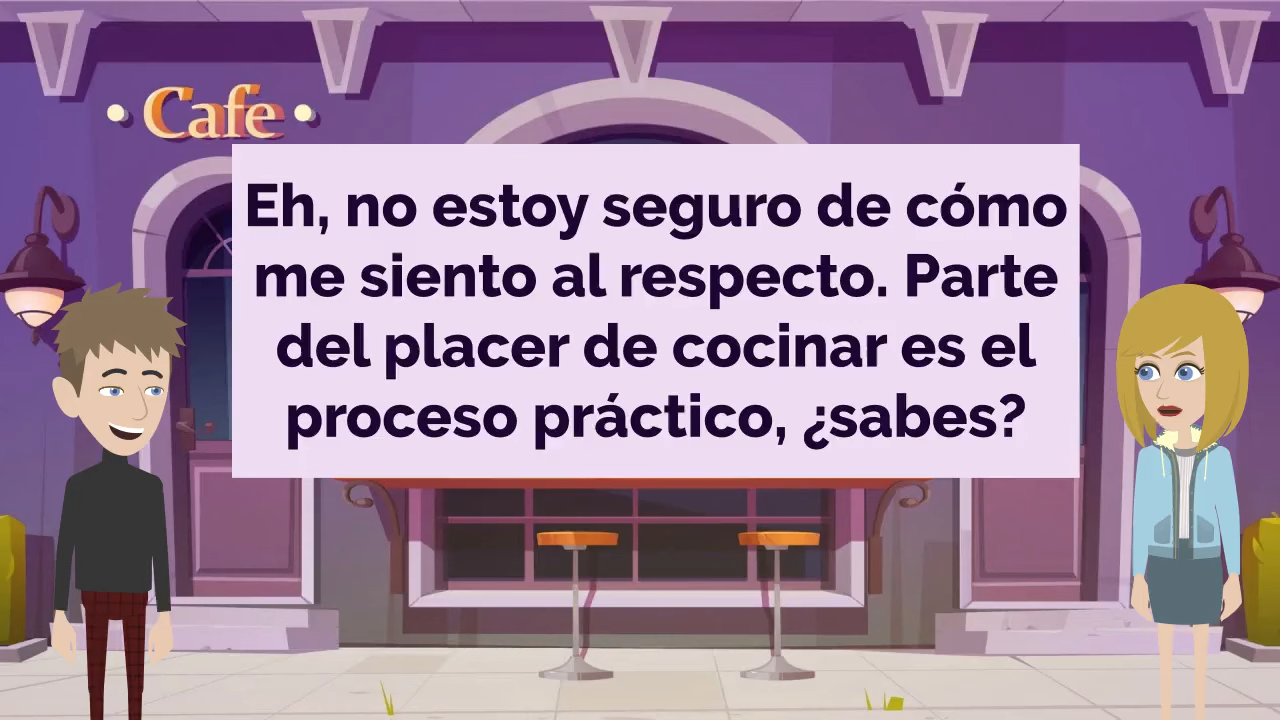 Cafe
Eh, no estoy seguro de cómo
me siento al respecto. Parte
del placer de cocinar es el
proceso práctico, ¿sabes?